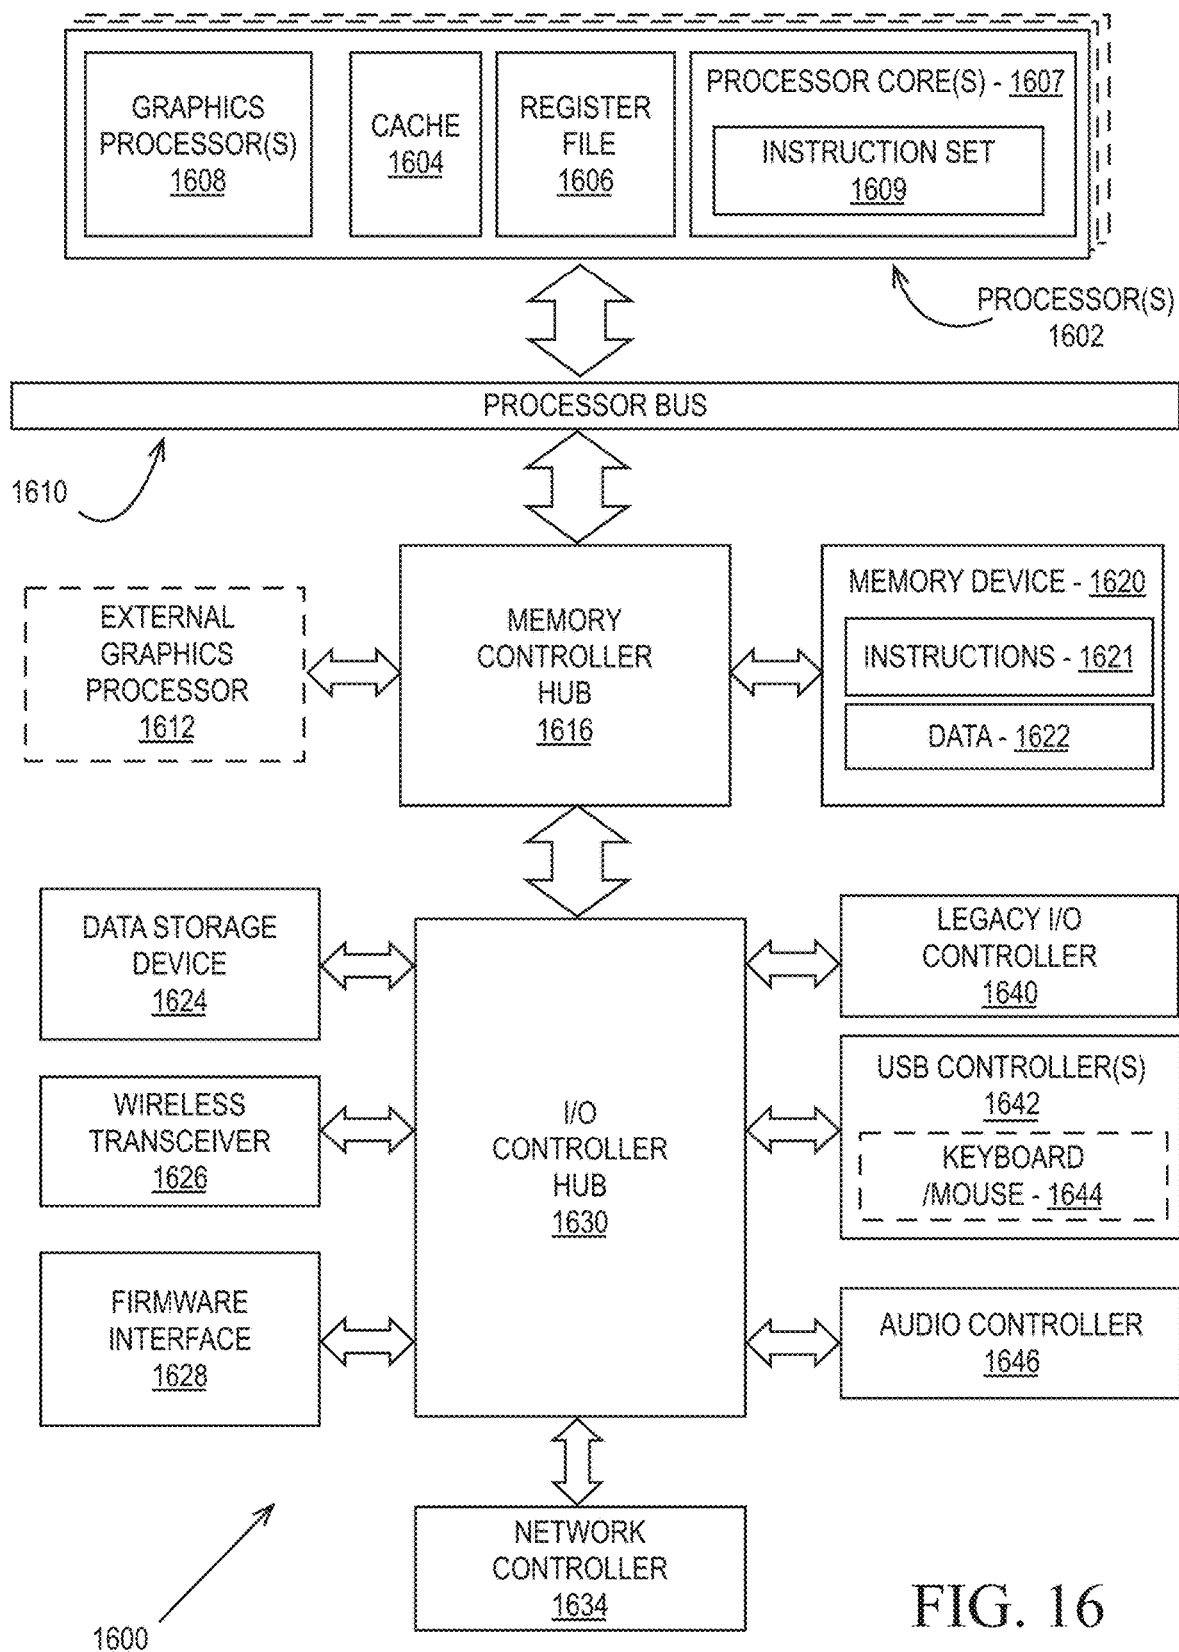 GRAPHICS
PROCESSOR(S)
1608
CACHE
1604
REGISTER
FILE
1606
PROCESSOR CORE(S) - 1607
INSTRUCTION SET
1609
PROCESSOR(S)
1602
PROCESSOR BUS
1610
EXTERNAL
GRAPHICS
PROCESSOR
1612
MEMORY
CONTROLLER
HUB
1616
MEMORY DEVICE - 1620
INSTRUCTIONS - 1621
DATA - 1622
DATA STORAGE
DEVICE
1624
WIRELESS
TRANSCEIVER
1626
FIRMWARE
INTERFACE
1628
I/O
CONTROLLER
HUB
1630
LEGACY I/O
CONTROLLER
1640
USB CONTROLLER(S)
1642
KEYBOARD
/MOUSE - 1644
AUDIO CONTROLLER
1646
NETWORK
CONTROLLER
1634
1600
FIG. 16